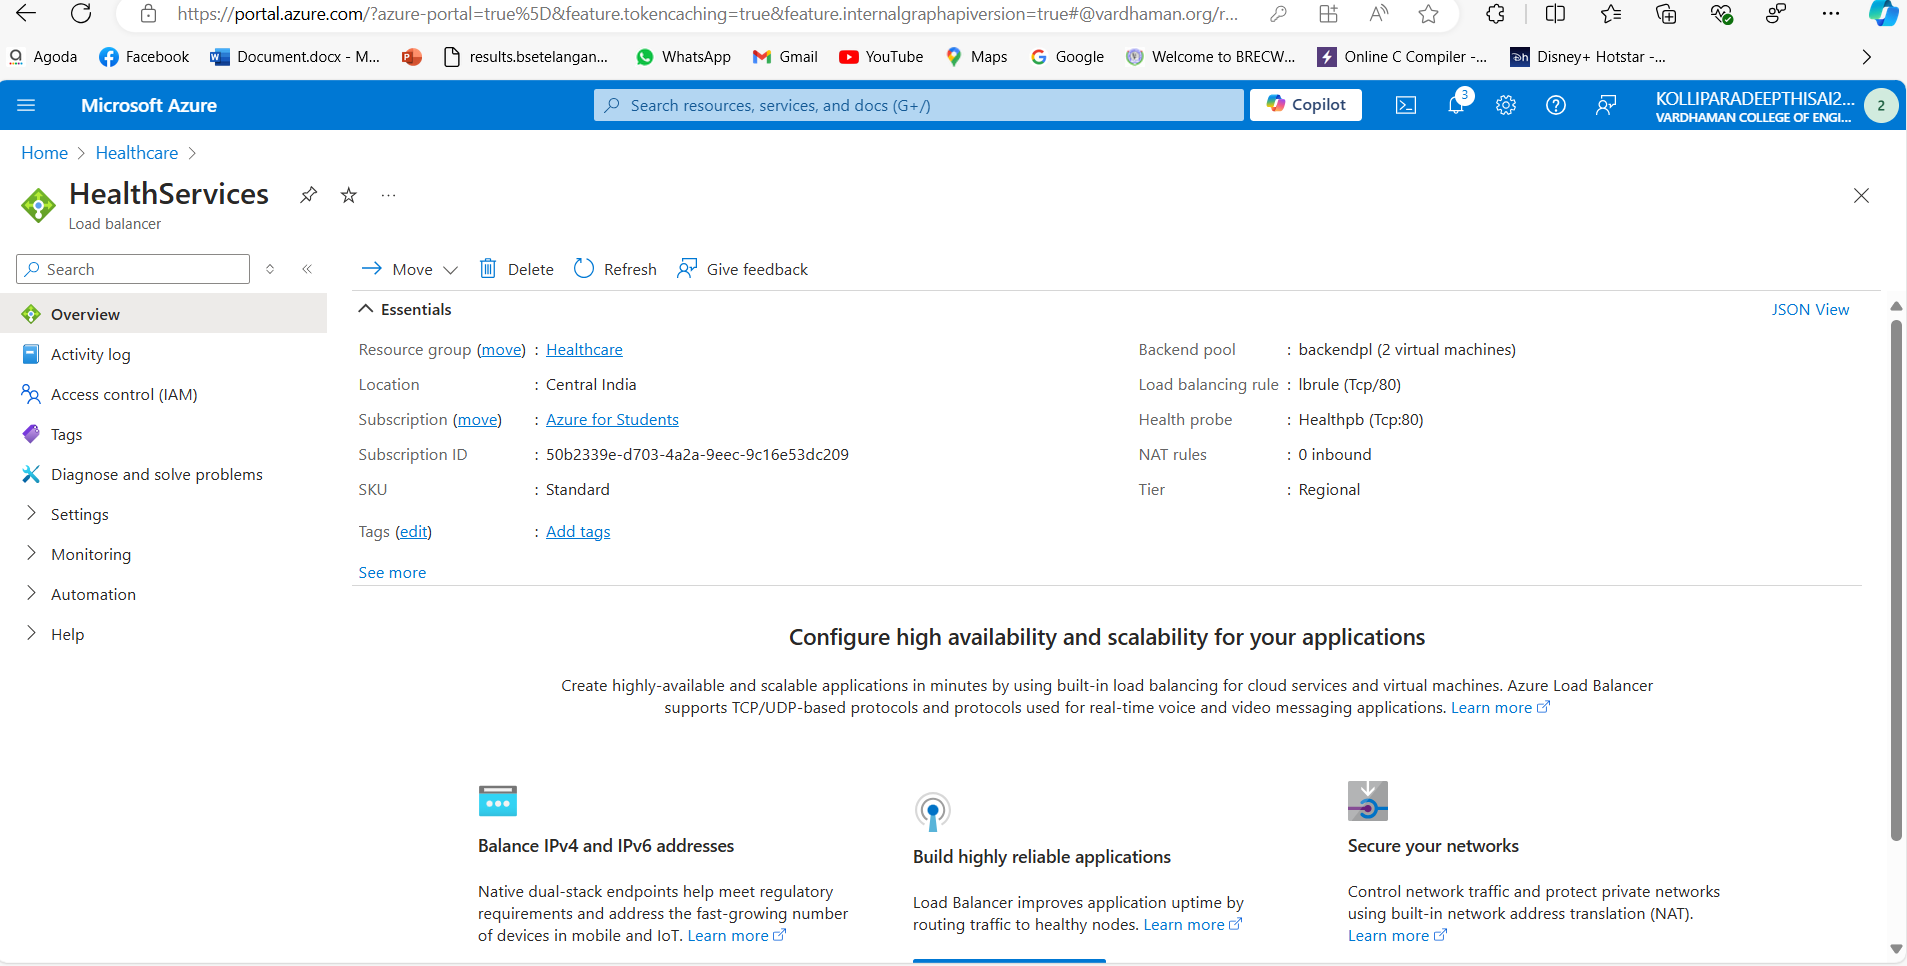 https://portal.azure.com/?azure-portal=true%5D&feature.tokencaching=true&feature.internalgraphapiversion=true#@vardhaman.org/r...
Agoda
Facebook
Document.docx - M...
results.bsetelangan...
WhatsApp
Gmail
YouTube
Maps
Google
Welcome to BRECW...
Online C Compiler -...
Disney+ Hotstar -...
Microsoft Azure
Search resources, services, and docs (G+/)
Copilot
3
KOLLIPARADEEPTHISAI2...
VARDHAMAN COLLEGE OF ENGI...
2
Home > Healthcare >
HealthServices
Load balancer
Search
Overview
Activity log
Access control (IAM)
Tags
Diagnose and solve problems
Settings
Monitoring
Automation
Help
Move
Delete
Refresh
Give feedback
Essentials
JSON View
Resource group (move) : Healthcare
Location : Central India
Subscription (move) : Azure for Students
Subscription ID : 50b2339e-d703-4a2a-9eec-9c16e53dc209
SKU : Standard
Tags (edit) : Add tags
See more
Backend pool : backendpl (2 virtual machines)
Load balancing rule : lbrule (Tcp/80)
Health probe : Healthpb (Tcp:80)
NAT rules : 0 inbound
Tier : Regional
Configure high availability and scalability for your applications
Create highly-available and scalable applications in minutes by using built-in load balancing for cloud services and virtual machines. Azure Load Balancer
supports TCP/UDP-based protocols and protocols used for real-time voice and video messaging applications. Learn more
Balance IPv4 and IPv6 addresses
Native dual-stack endpoints help meet regulatory
requirements and address the fast-growing number
of devices in mobile and IoT. Learn more
Build highly reliable applications
Load Balancer improves application uptime by
routing traffic to healthy nodes. Learn more
Secure your networks
Control network traffic and protect private networks
using built-in network address translation (NAT).
Learn more